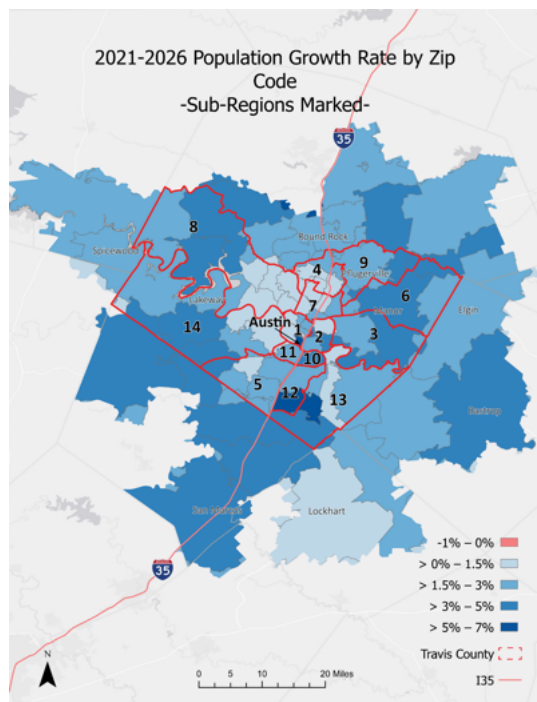 2021-2026 Population Growth Rate by Zip
Code
-Sub-Regions Marked-
35
8
Spicewood
Round Rock
4
9
Pflugerville
Lakeway
7
6
Manor
Elgin
14
Austin
1
2
3
11
10
5
12
13
Bastrop
San Marcos
Lockhart
35
-1% – 0%
> 0% – 1.5%
> 1.5% – 3%
> 3% – 5%
> 5% – 7%
Travis County
I35
N
0 5 10 20 Miles